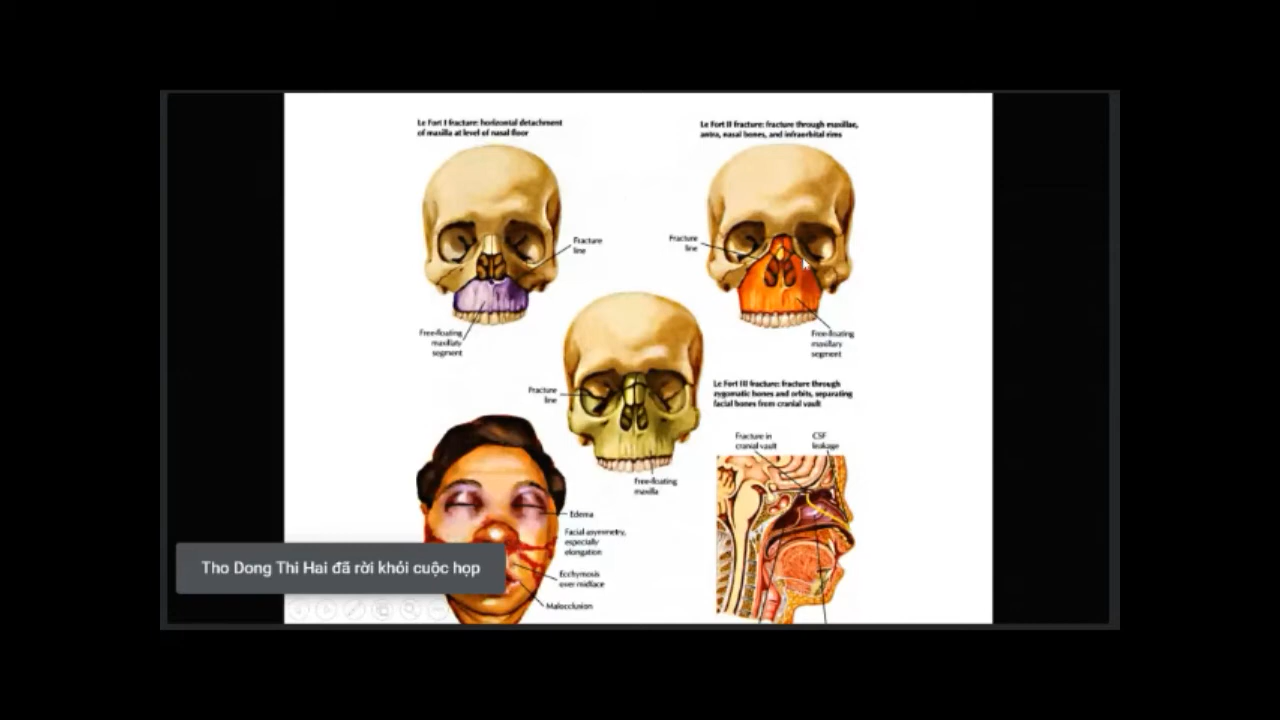 Le Fort I fracture: horizontal detachment
of maxilla at level of nasal floor
Le Fort II fracture: fracture through maxillae,
antra, nasal bones, and infraorbital rims
Fracture
line
Fracture
line
Free-floating
maxillary
segment
Free-floating
maxillary
segment
Fracture
line
Le Fort III fracture: fracture through
zygomatic bones and orbits, separating
facial bones from cranial vault
Fracture in
cranial vault
CSF
leakage
Free-floating
maxilla
Edema
Facial asymmetry,
especially
elongation
Ecchymosis
over midface
Malocclusion
Tho Dong Thi Hai đã rời khỏi cuộc họp